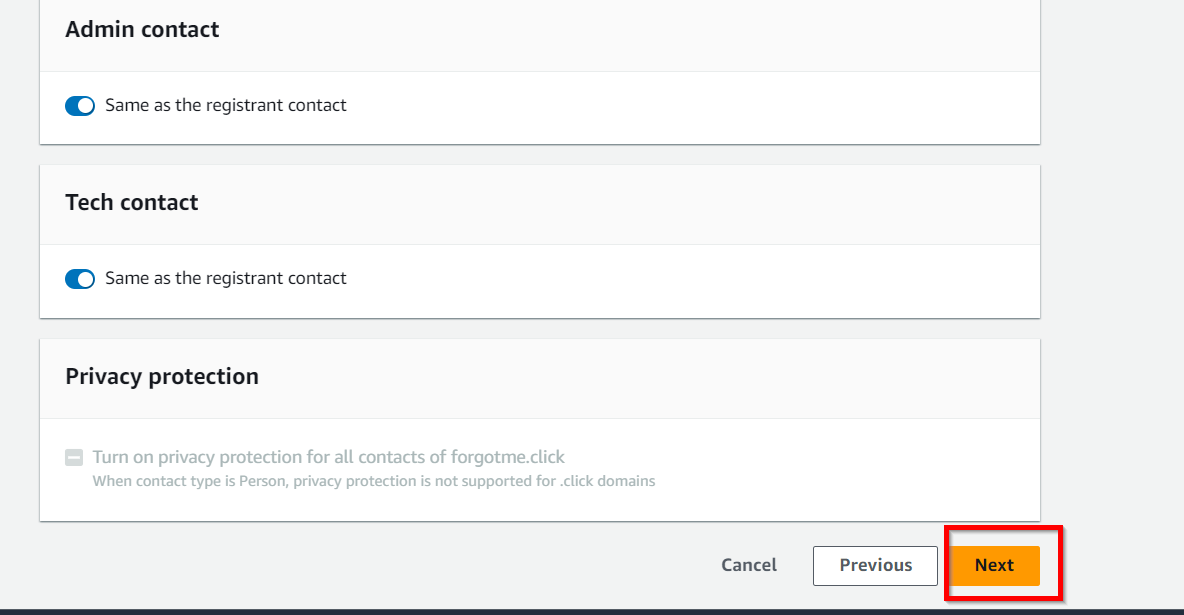 Admin contact
Same as the registrant contact
Tech contact
Same as the registrant contact
Privacy protection
Turn on privacy protection for all contacts of forgotme.click
When contact type is Person, privacy protection is not supported for .click domains
Cancel Previous Next